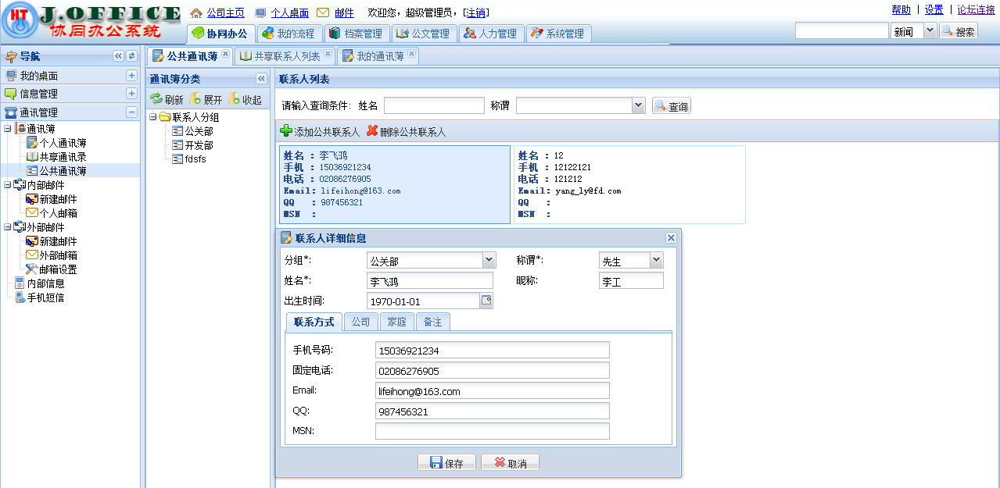 HT J.OFFICE
协同办公系统
公司主页 个人桌面 邮件 欢迎您，超级管理员，[注销]
帮助 | 设置 | 论坛连接
协同办公 我的流程 档案管理 公文管理 人力管理 系统管理
新闻 搜索
导航
我的桌面
信息管理
通讯管理
通讯簿
个人通讯簿
共享通讯录
公共通讯簿
内部邮件
新建邮件
个人邮箱
外部邮件
新建邮件
外部邮箱
邮箱设置
内部信息
手机短信
公共通讯簿 共享联系人列表 我的通讯簿
通讯簿分类
刷新 展开 收起
联系人分组
公关部
开发部
fdsfs
联系人列表
请输入查询条件: 姓名 称谓 查询
添加公共联系人 删除公共联系人
姓名 : 李飞鸿
手机 : 15036921234
电话 : 02086276905
Email: lifeihong@163.com
QQ : 987456321
MSN :
姓名 : 12
手机 : 12122121
电话 : 121212
Email: yang_ly@fd.com
QQ :
MSN :
联系人详细信息
分组*: 公关部 称谓*: 先生
姓名*: 李飞鸿 昵称: 李工
出生时间: 1970-01-01
联系方式 公司 家庭 备注
手机号码: 15036921234
固定电话: 02086276905
Email: lifeihong@163.com
QQ: 987456321
MSN:
保存 取消